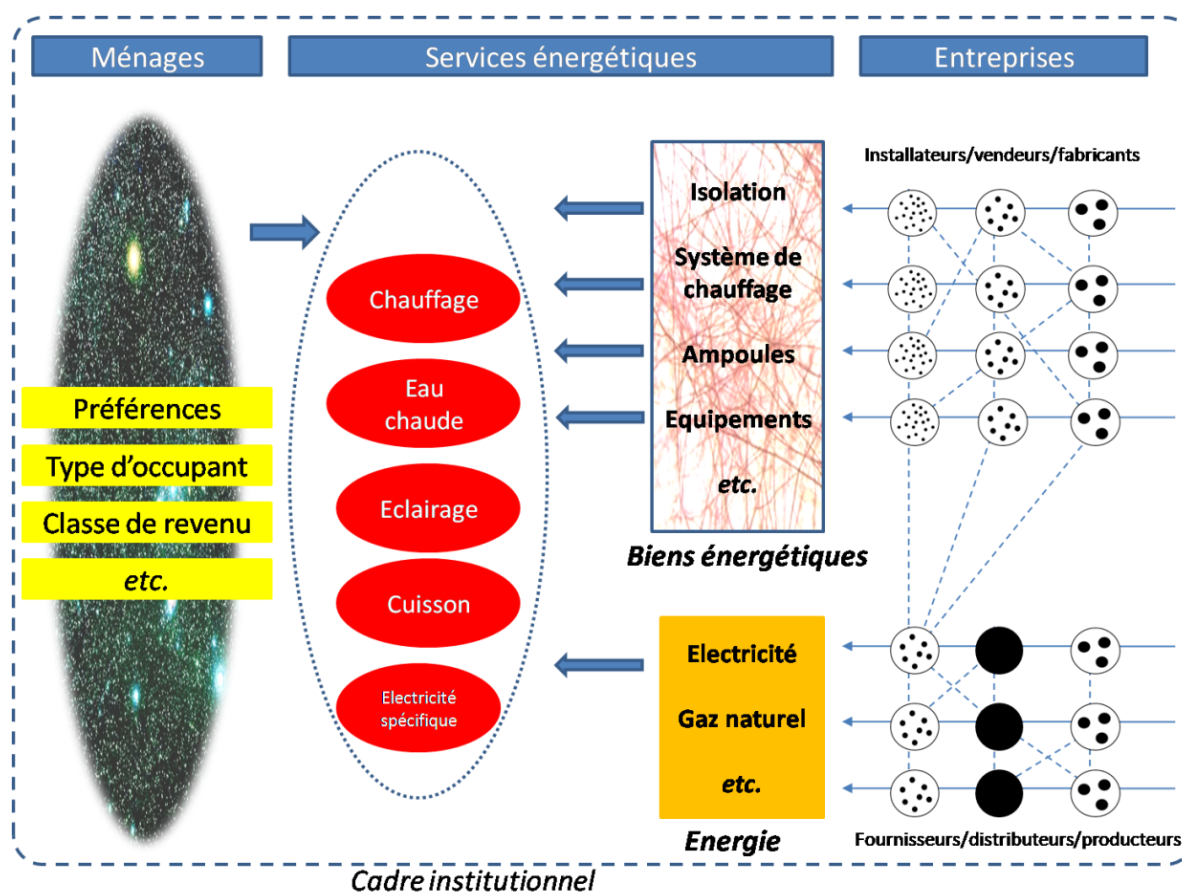 Ménages
Services énergétiques
Entreprises
Préférences
Type d'occupant
Classe de revenu
etc.
Chauffage
Eau
chaude
Eclairage
Cuisson
Electricité
spécifique
Isolation
Système de
chauffage
Ampoules
Equipements
etc.
Biens énergétiques
Electricité
Gaz naturel
etc.
Energie
Installateurs/vendeurs/fabricants
Fournisseurs/distributeurs/producteurs
Cadre institutionnel